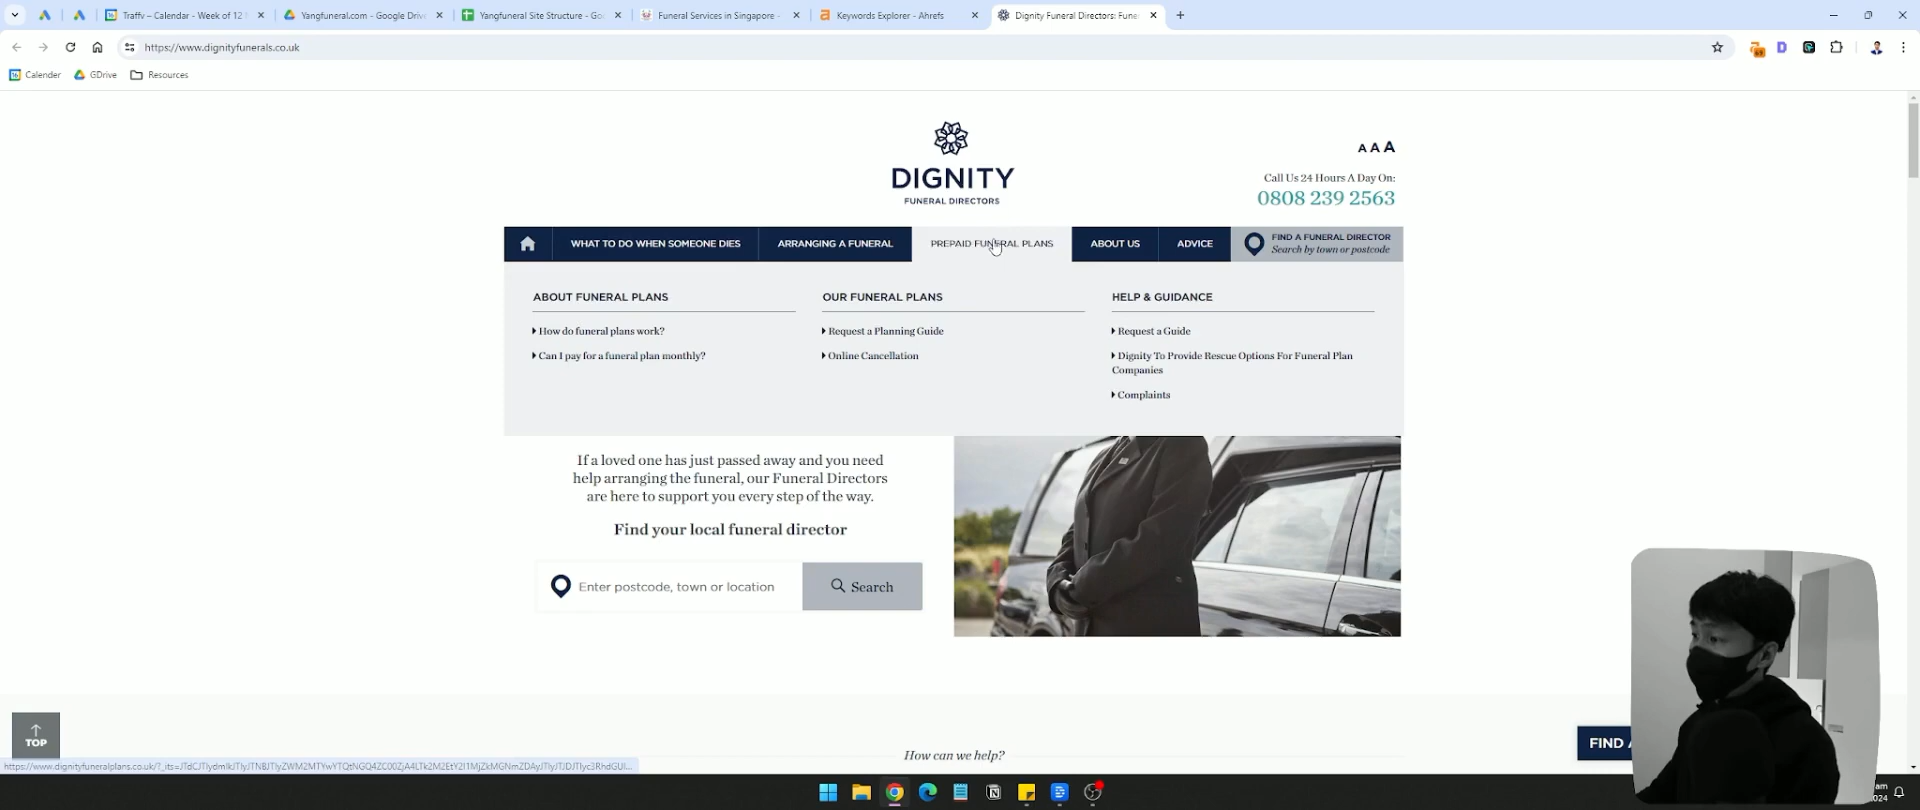 Traffv – Calendar - Week of 12
Yangfuneral.com - Google Driv
Yangfuneral Site Structure - Go
Funeral Services in Singapore -
Keywords Explorer - Ahrefs
Dignity Funeral Directors: Fune
https://www.dignityfunerals.co.uk
Calender
GDrive
Resources
DIGNITY
FUNERAL DIRECTORS
A A A
Call Us 24 Hours A Day On:
0808 239 2563
WHAT TO DO WHEN SOMEONE DIES
ARRANGING A FUNERAL
PREPAID FUNERAL PLANS
ABOUT US
ADVICE
FIND A FUNERAL DIRECTOR
Search by town or postcode
ABOUT FUNERAL PLANS
How do funeral plans work?
Can I pay for a funeral plan monthly?
OUR FUNERAL PLANS
Request a Planning Guide
Online Cancellation
HELP & GUIDANCE
Request a Guide
Dignity To Provide Rescue Options For Funeral Plan
Companies
Complaints
If a loved one has just passed away and you need
help arranging the funeral, our Funeral Directors
are here to support you every step of the way.
Find your local funeral director
Enter postcode, town or location
Search
TOP
How can we help?
FIND
am
2024